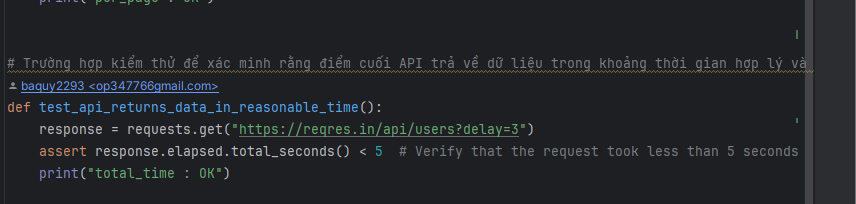 print("per_page : OK")
# Trường hợp kiểm thử để xác minh rằng điểm cuối API trả về dữ liệu trong khoảng thời gian hợp lý và
baquy2293 <op347766gmail.com>
def test_api_returns_data_in_reasonable_time():
response = requests.get("https://reqres.in/api/users?delay=3")
assert response.elapsed.total_seconds() < 5  # Verify that the request took less than 5 seconds
print("total_time : OK")